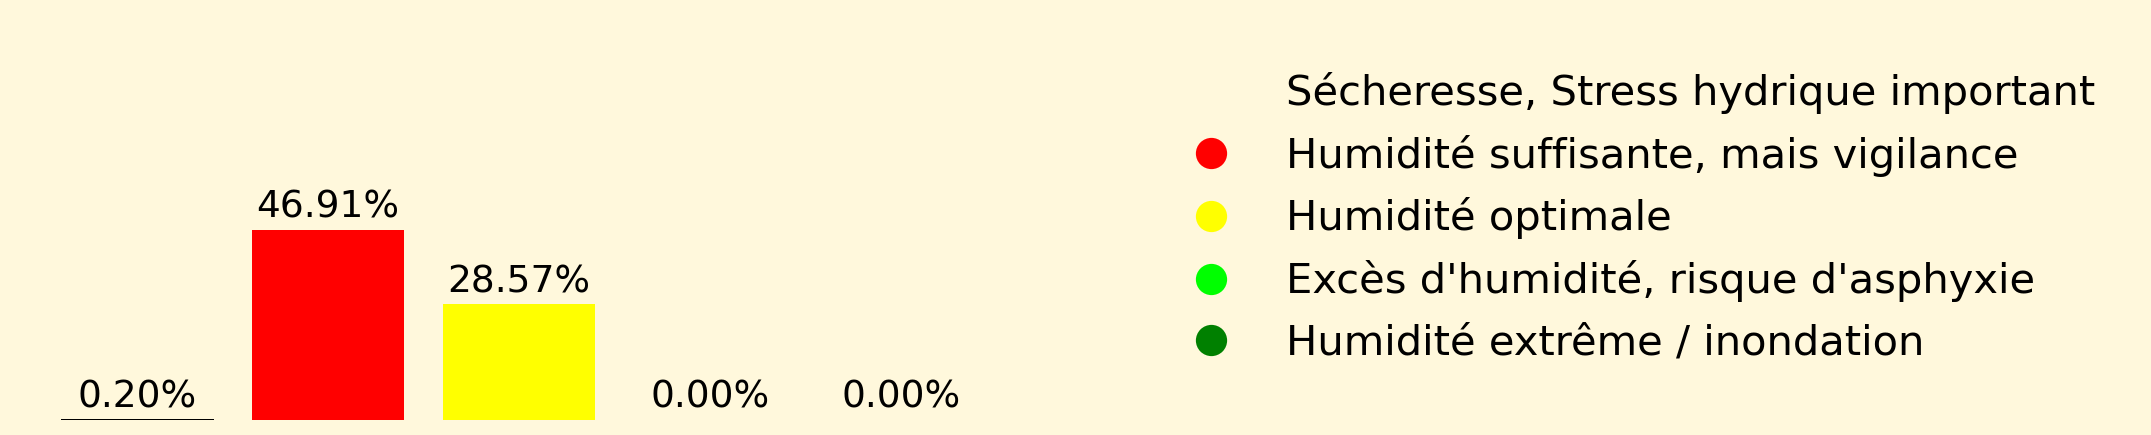 46.91%
28.57%
0.20%
0.00%
0.00%
Sécheresse, Stress hydrique important
Humidité suffisante, mais vigilance
Humidité optimale
Excès d'humidité, risque d'asphyxie
Humidité extrême / inondation